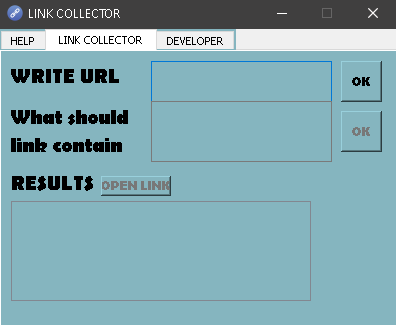 LINK COLLECTOR
HELP
LINK COLLECTOR
DEVELOPER
WRITE URL
OK
What should
link contain
OK
RESULTS
OPEN LINK